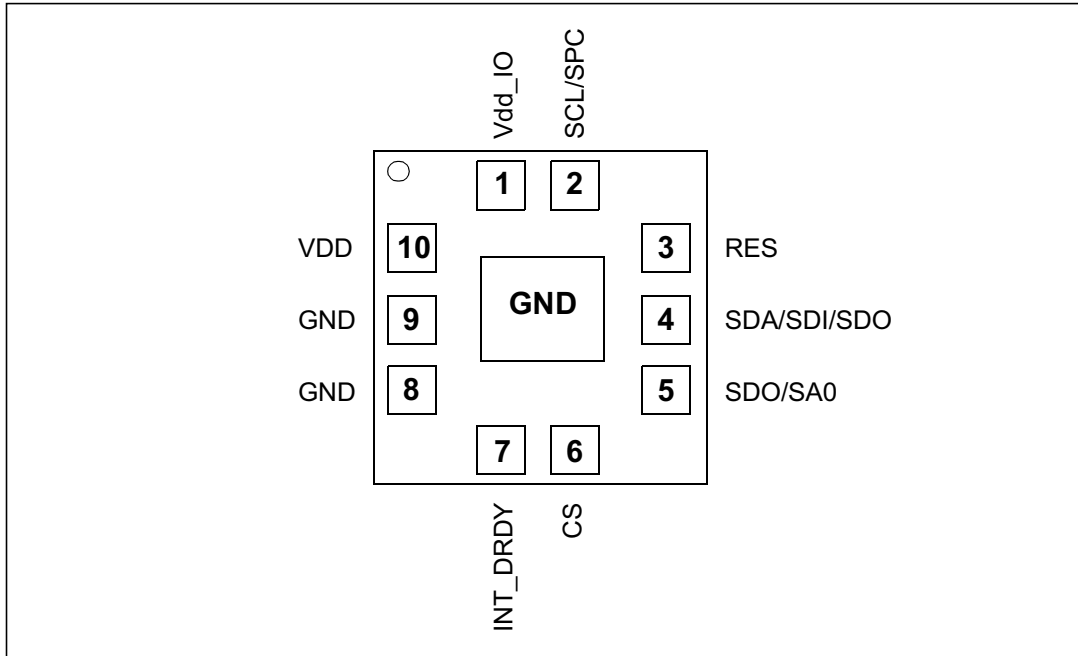 Vdd_IO
SCL/SPC
1
2
VDD
10
3
RES
GND
9
GND
4
SDA/SDI/SDO
GND
8
5
SDO/SA0
7
6
INT_DRDY
CS